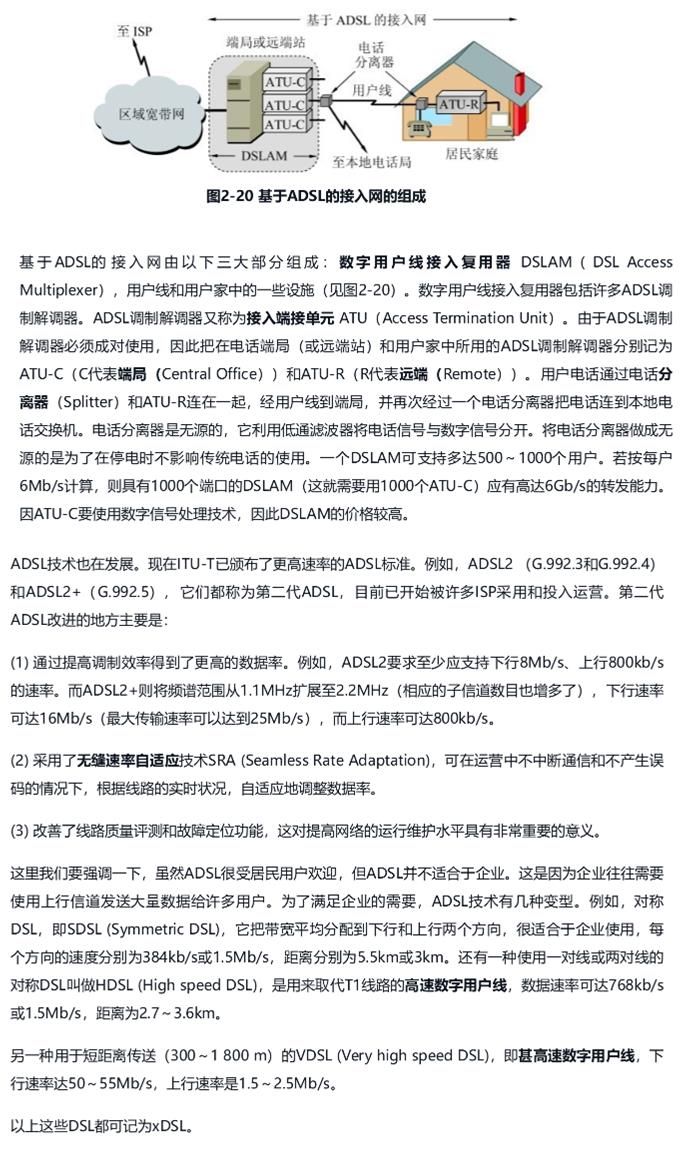 基于 ADSL 的接入网
至 ISP
端局或远端站
电话
分离器
ATU-C
ATU-C
ATU-C
用户线
ATU-R
区域宽带网
DSLAM
至本地电话局
居民家庭
图2-20 基于ADSL的接入网的组成
基于ADSL的 接入网由以下三大部分组成：数字用户线接入复用器 DSLAM（ DSL Access
Multiplexer），用户线和用户家中的一些设施（见图2-20）。数字用户线接入复用器包括许多ADSL调
制解调器。ADSL调制解调器又称为接入端接单元 ATU（Access Termination Unit）。由于ADSL调制
解调器必须成对使用，因此把在电话端局（或远端站）和用户家中所用的ADSL调制解调器分别记为
ATU-C（C代表端局（Central Office））和ATU-R（R代表远端（Remote））。用户电话通过电话分
离器（Splitter）和ATU-R连在一起，经用户线到端局，并再次经过一个电话分离器把电话连到本地电
话交换机。电话分离器是无源的，它利用低通滤波器将电话信号与数字信号分开。将电话分离器做成无
源的是为了在停电时不影响传统电话的使用。一个DSLAM可支持多达500～1000个用户。若按每户
6Mb/s计算，则具有1000个端口的DSLAM（这就需要用1000个ATU-C）应有高达6Gb/s的转发能力。
因ATU-C要使用数字信号处理技术，因此DSLAM的价格较高。
ADSL技术也在发展。现在ITU-T已颁布了更高速率的ADSL标准。例如，ADSL2 （G.992.3和G.992.4）
和ADSL2+（G.992.5），它们都称为第二代ADSL，目前已开始被许多ISP采用和投入运营。第二代
ADSL改进的地方主要是：
(1) 通过提高调制效率得到了更高的数据率。例如，ADSL2要求至少应支持下行8Mb/s、上行800kb/s
的速率。而ADSL2+则将频谱范围从1.1MHz扩展至2.2MHz（相应的子信道数目也增多了），下行速率
可达16Mb/s（最大传输速率可以达到25Mb/s），而上行速率可达800kb/s。
(2) 采用了无缝速率自适应技术SRA (Seamless Rate Adaptation)，可在运营中不中断通信和不产生误
码的情况下，根据线路的实时状况，自适应地调整数据率。
(3) 改善了线路质量评测和故障定位功能，这对提高网络的运行维护水平具有非常重要的意义。
这里我们要强调一下，虽然ADSL很受居民用户欢迎，但ADSL并不适合于企业。这是因为企业往往需要
使用上行信道发送大量数据给许多用户。为了满足企业的需要，ADSL技术有几种变型。例如，对称
DSL，即SDSL (Symmetric DSL)，它把带宽平均分配到下行和上行两个方向，很适合于企业使用，每
个方向的速度分别为384kb/s或1.5Mb/s，距离分别为5.5km或3km。还有一种使用一对线或两对线的
对称DSL叫做HDSL (High speed DSL)，是用来取代T1线路的高速数字用户线，数据速率可达768kb/s
或1.5Mb/s，距离为2.7～3.6km。
另一种用于短距离传送（300～1 800 m）的VDSL (Very high speed DSL)，即甚高速数字用户线，下
行速率达50～55Mb/s，上行速率是1.5～2.5Mb/s。
以上这些DSL都可记为xDSL。